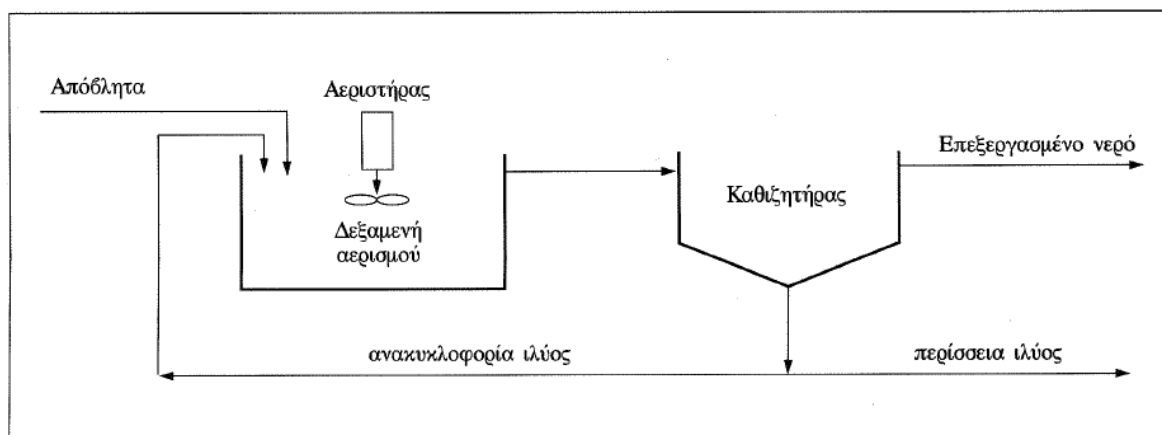 Απόβλητα
Αεριστήρας
Επεξεργασμένο νερό
Καθιζητήρας
Δεξαμενή
αερισμού
ανακυκλοφορία ιλύος
περίσσεια ιλύος